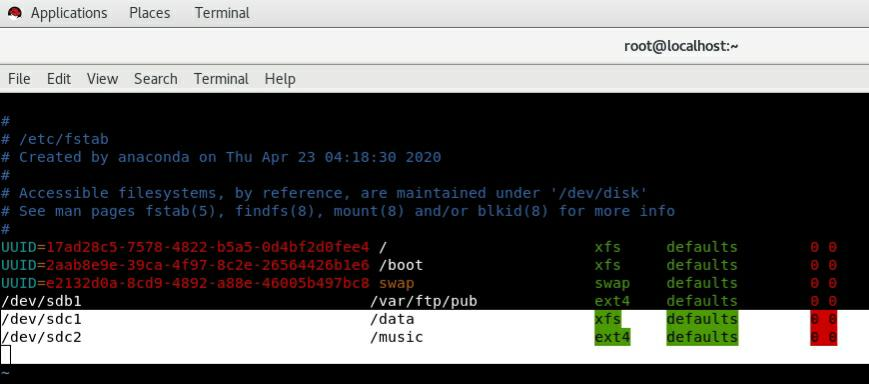 Applications Places Terminal
root@localhost:~
File Edit View Search Terminal Help
#
# /etc/fstab
# Created by anaconda on Thu Apr 23 04:18:30 2020
#
# Accessible filesystems, by reference, are maintained under '/dev/disk'
# See man pages fstab(5), findfs(8), mount(8) and/or blkid(8) for more info
#
UUID=17ad28c5-7578-4822-b5a5-0d4bf2d0fee4 / xfs defaults 0 0
UUID=2aab8e9e-39ca-4f97-8c2e-26564426b1e6 /boot xfs defaults 0 0
UUID=e2132d0a-8cd9-4892-a88e-46005b497bc8 swap swap defaults 0 0
/dev/sdb1 /var/ftp/pub ext4 defaults 0 0
/dev/sdc1 /data xfs defaults 0 0
/dev/sdc2 /music ext4 defaults 0 0
~